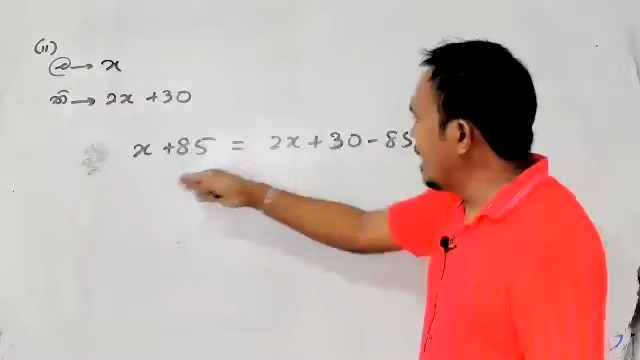 (ii)
x
කි → 2x + 30
x + 85 = 2x + 30 - 85